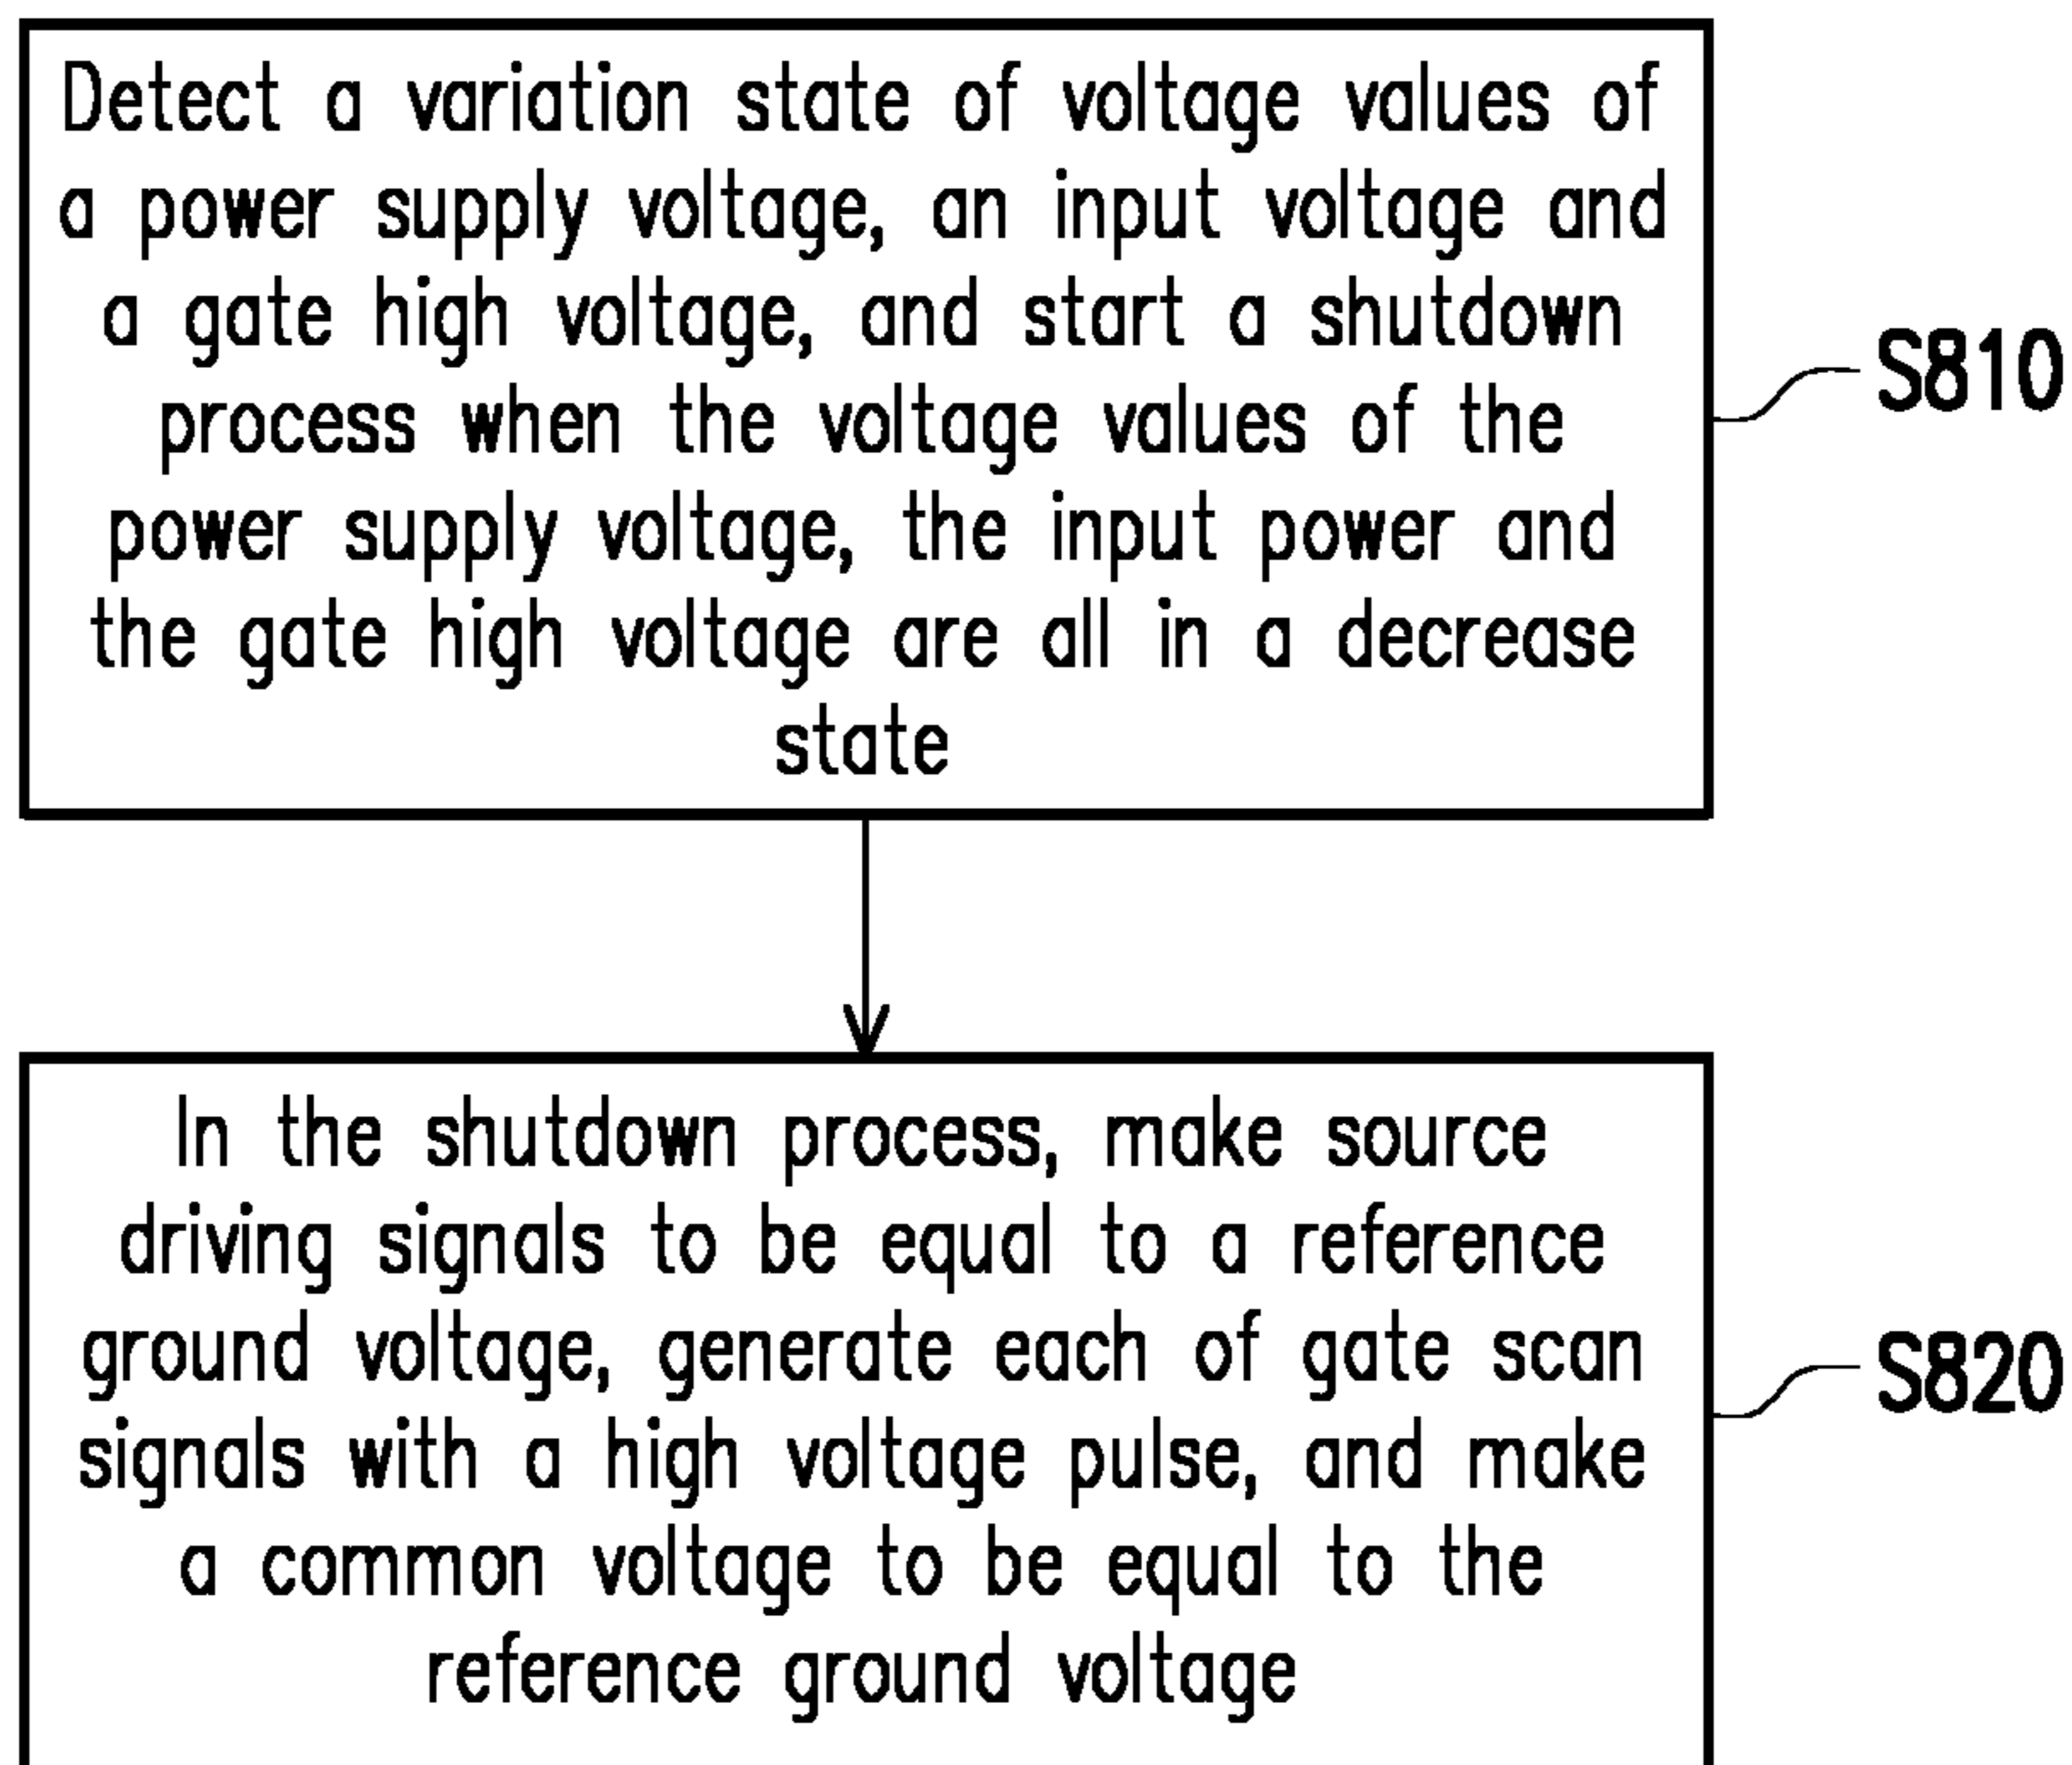 Detect a variation state of voltage values of
a power supply voltage, an input voltage and
a gate high voltage, and start a shutdown
process when the voltage values of the
power supply voltage, the input power and
the gate high voltage are all in a decrease
state
S810
In the shutdown process, make source
driving signals to be equal to a reference
ground voltage, generate each of gate scan
signals with a high voltage pulse, and make
a common voltage to be equal to the
reference ground voltage
S820